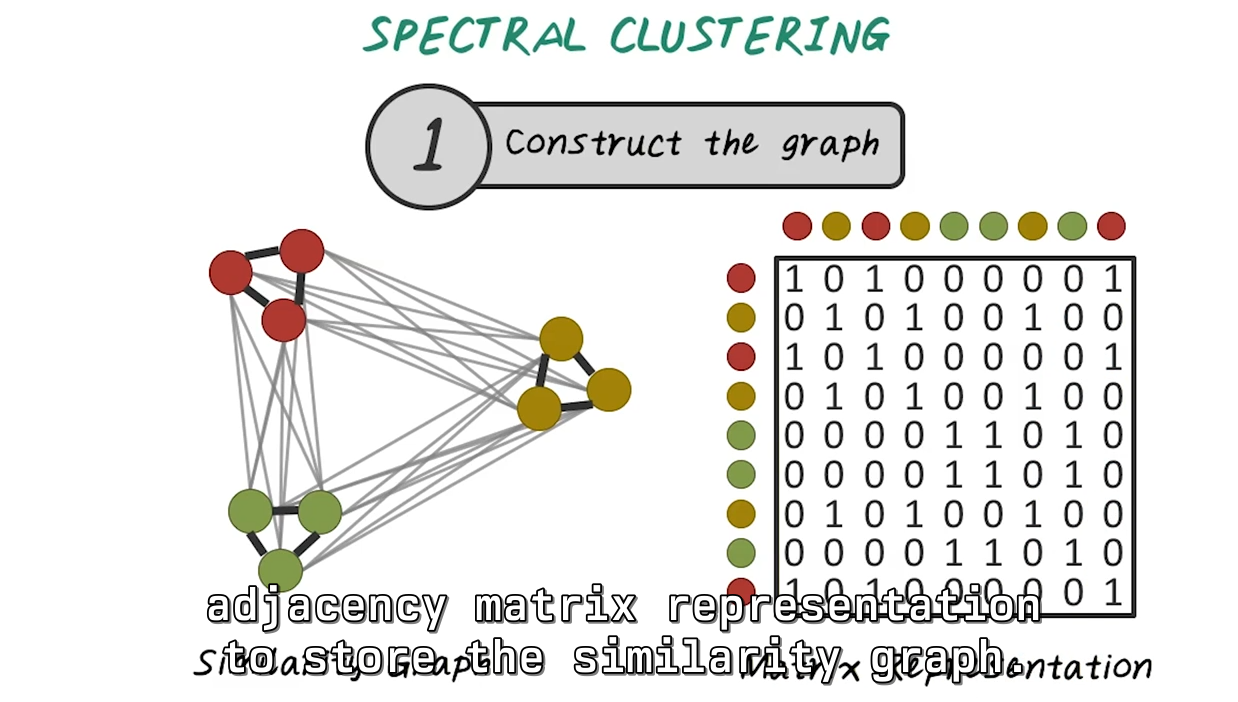 SPECTRAL CLUSTERING
1
Construct the graph
1 0 1 0 0 0 0 0 1
0 1 0 1 0 0 1 0 0
1 0 1 0 0 0 0 0 1
0 1 0 1 0 0 1 0 0
0 0 0 0 1 1 0 1 0
0 0 0 0 1 1 0 1 0
0 1 0 1 0 0 1 0 0
0 0 0 0 1 1 0 1 0
1 0 1 0 0 0 0 0 1
adjacency matrix representation
to store the similarity graph.
Similarity Graph
Matrix Representation